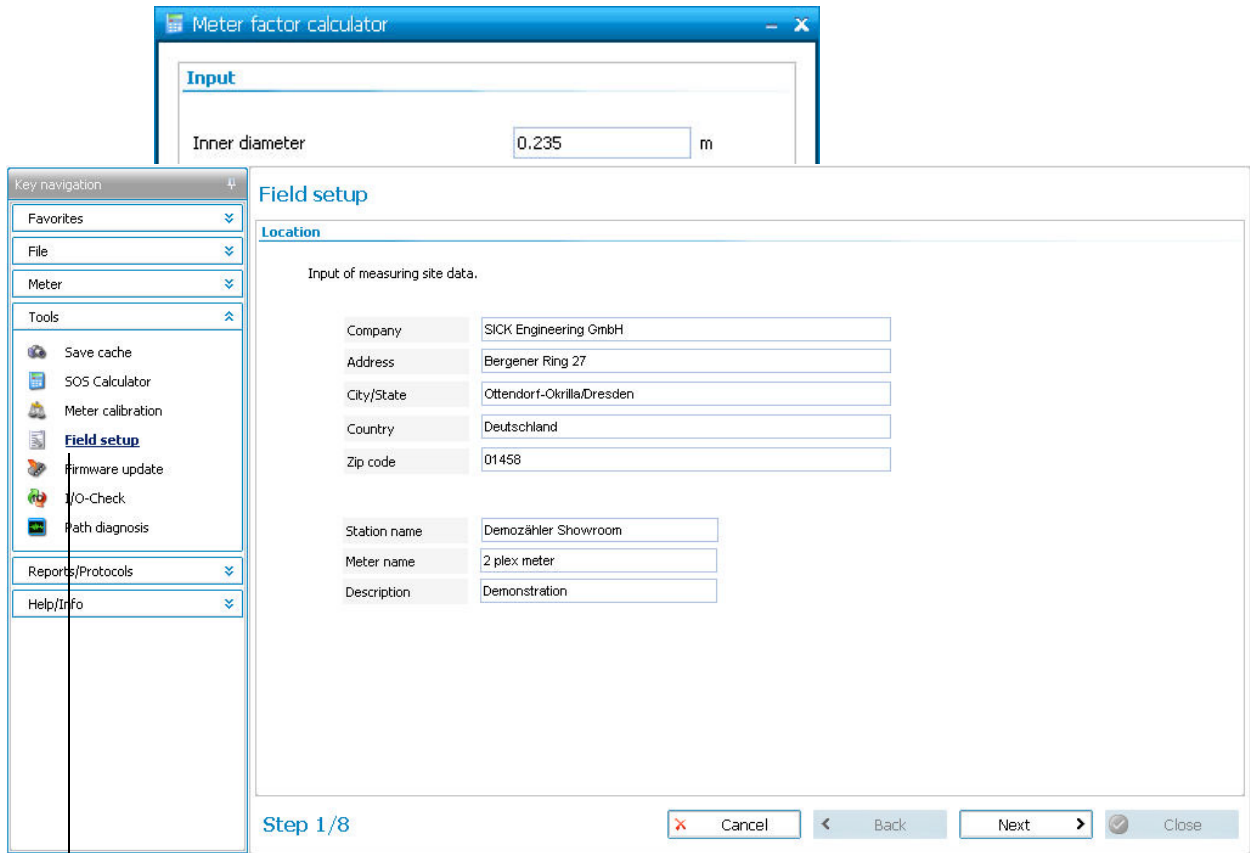 Meter factor calculator
Input
Inner diameter 0.235 m
Key navigation
Favorites
File
Meter
Tools
Save cache
SOS Calculator
Meter calibration
Field setup
Firmware update
I/O-Check
Path diagnosis
Reports/Protocols
Help/Info
Field setup
Location
Input of measuring site data.
Company SICK Engineering GmbH
Address Bergener Ring 27
City/State Ottendorf-Okrilla/Dresden
Country Deutschland
Zip code 01458
Station name Demozähler Showroom
Meter name 2 plex meter
Description Demonstration
Step 1/8 Cancel Back Next Close